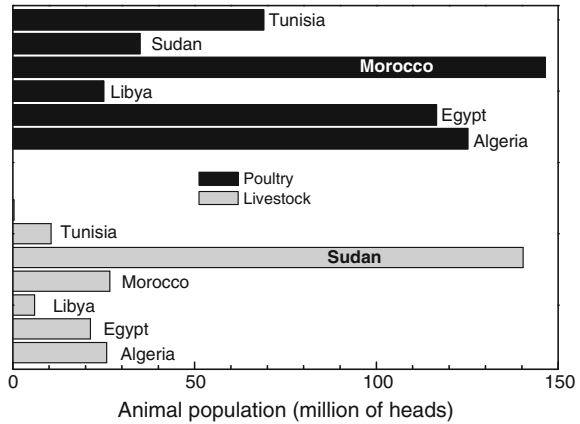 Tunisia
Sudan
Morocco
Libya
Egypt
Algeria
Poultry
Livestock
Tunisia
Sudan
Morocco
Libya
Egypt
Algeria
0 50 100 150
Animal population (million of heads)